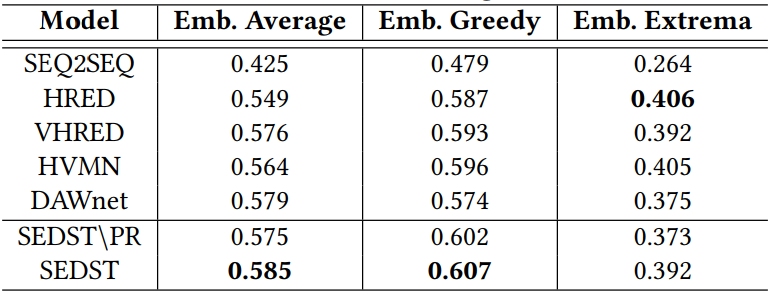 Model Emb. Average Emb. Greedy Emb. Extrema
SEQ2SEQ 0.425 0.479 0.264
HRED 0.549 0.587 0.406
VHRED 0.576 0.593 0.392
HVMN 0.564 0.596 0.405
DAWnet 0.579 0.574 0.375
SEDST\PR 0.575 0.602 0.373
SEDST 0.585 0.607 0.392